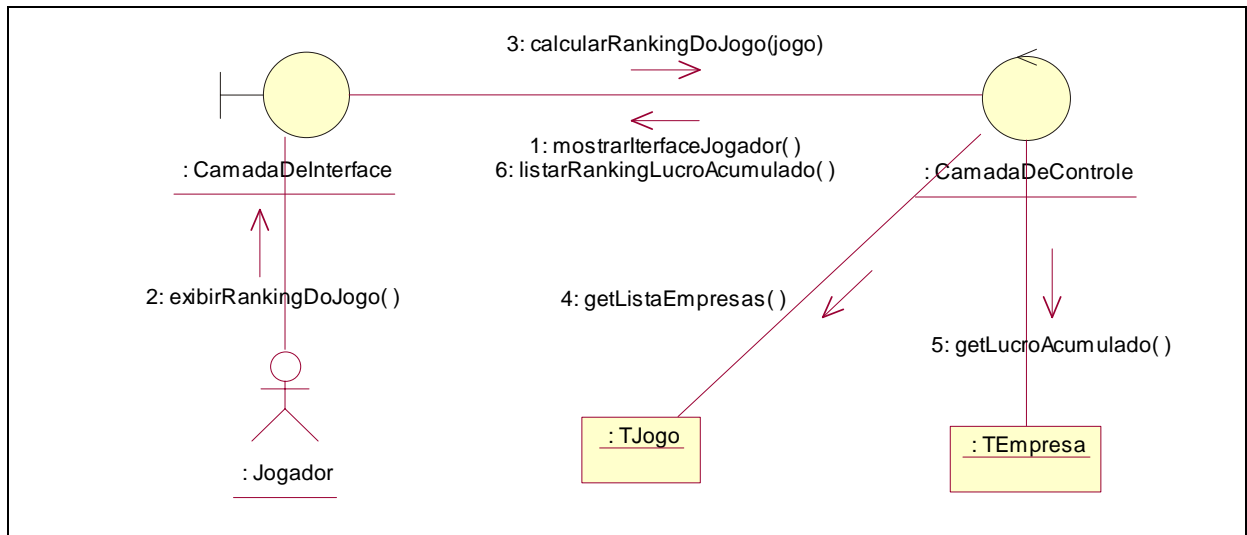 3: calcularRankingDoJogo(jogo)
1: mostrarIterfaceJogador( )
6: listarRankingLucroAcumulado( )
: CamadaDeInterface
: CamadaDeControle
2: exibirRankingDoJogo( )
4: getListaEmpresas( )
5: getLucroAcumulado( )
: TJogo
: TEmpresa
: Jogador